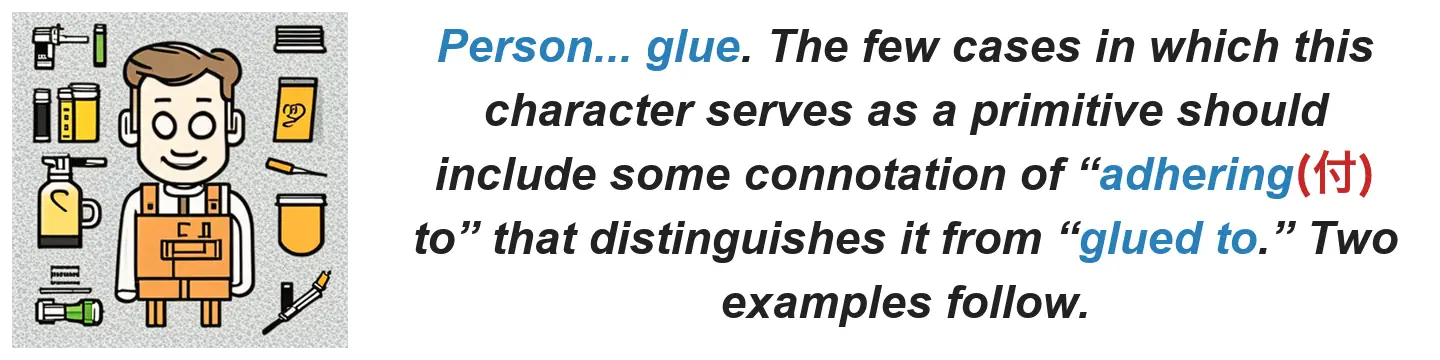 Person... glue. The few cases in which this
character serves as a primitive should
include some connotation of “adhering(付)
to” that distinguishes it from “glued to.” Two
examples follow.